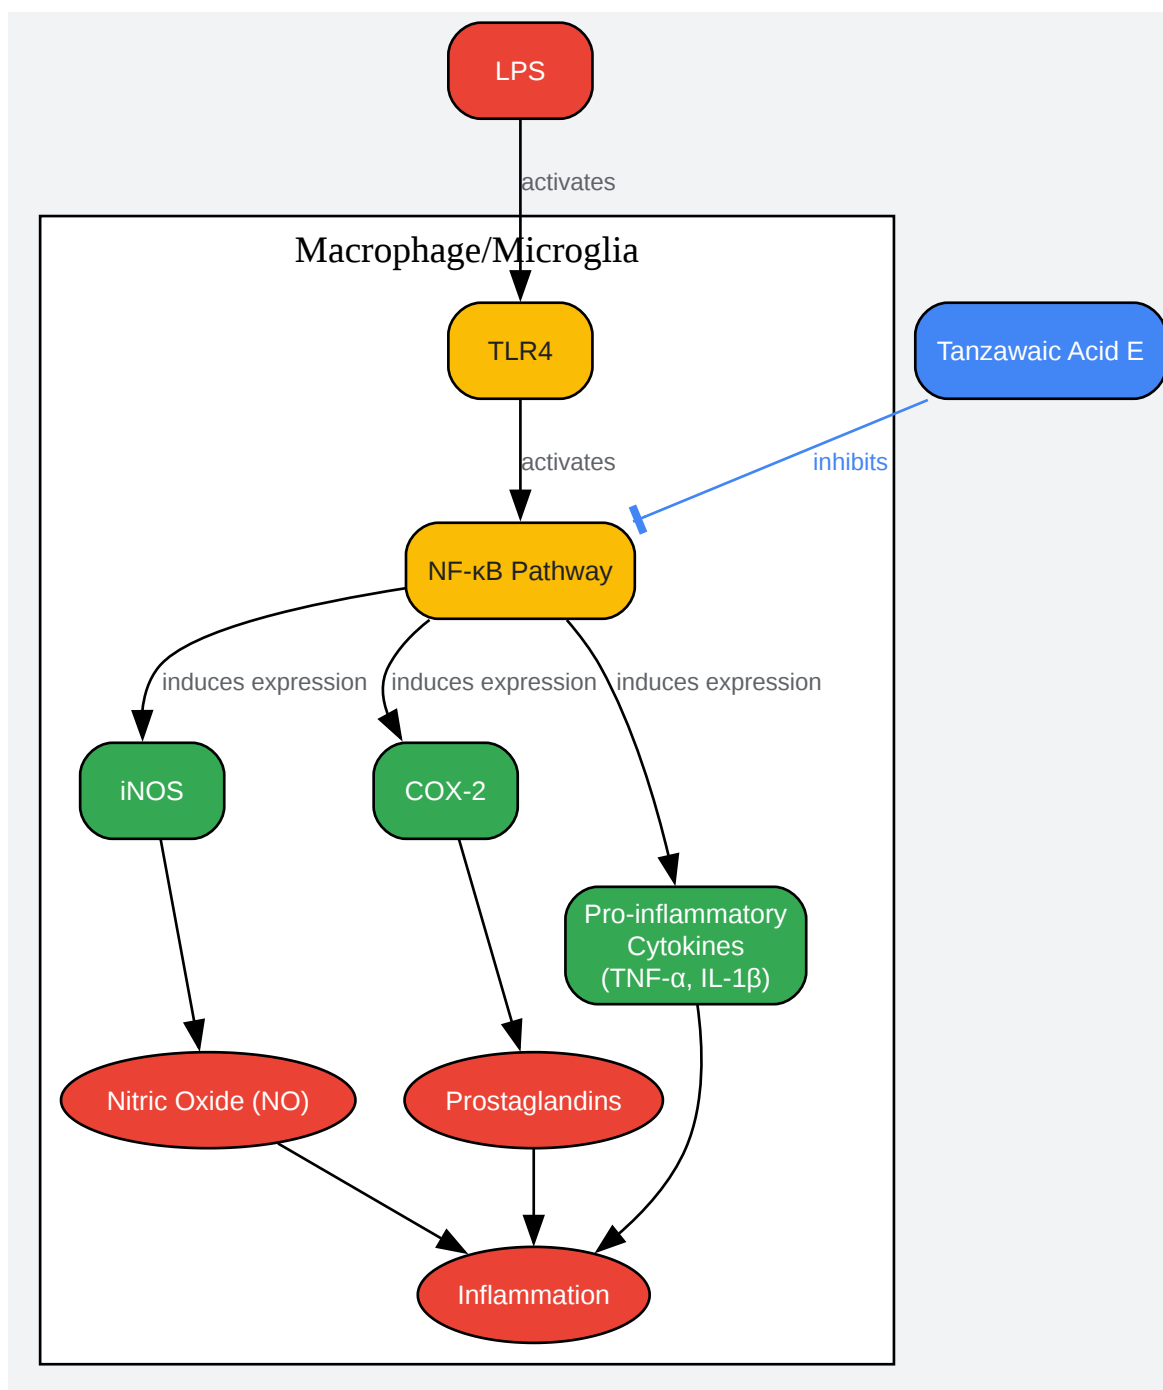 LPS
activates
Macrophage/Microglia
TLR4
Tanzawaic Acid E
activates
inhibits
NF-κB Pathway
induces expression
induces expression
induces expression
iNOS
COX-2
Pro-inflammatory
Cytokines
(TNF-α, IL-1β)
Nitric Oxide (NO)
Prostaglandins
Inflammation